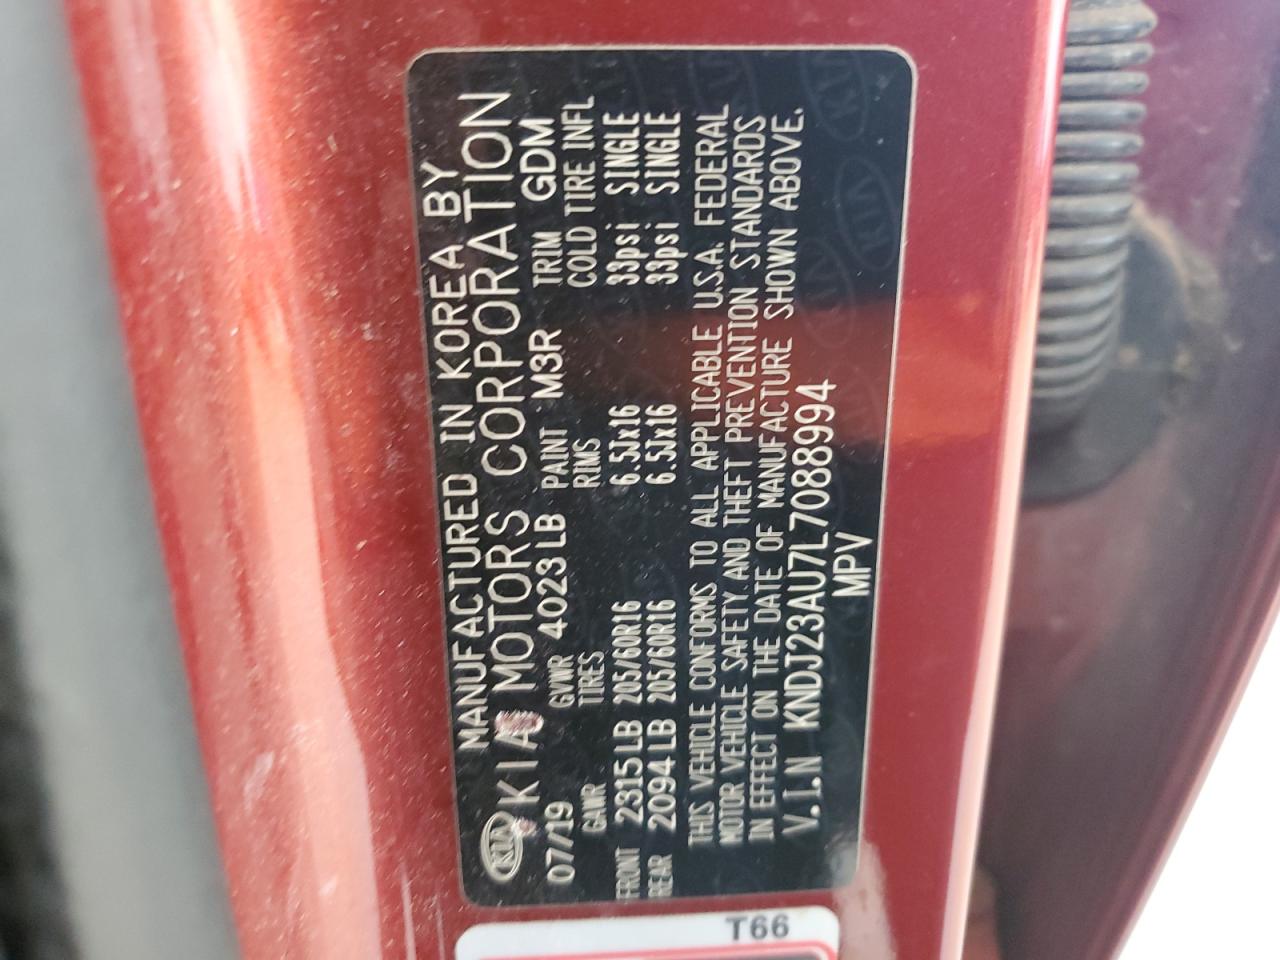 MANUFACTURED IN KOREA BY
KIA KIA MOTORS CORPORATION
07/19 GVWR 4023LB PAINT M3R TRIM GDM
GAWR TIRES RIMS COLD TIRE INFL
FRONT 2315LB 205/60R16 6.5Jx16 33psi SINGLE
REAR 2094LB 205/60R16 6.5Jx16 33psi SINGLE
THIS VEHICLE CONFORMS TO ALL APPLICABLE U.S.A. FEDERAL
MOTOR VEHICLE SAFETY AND THEFT PREVENTION STANDARDS
IN EFFECT ON THE DATE OF MANUFACTURE SHOWN ABOVE.
V.I.N KNDJ23AU7L7088994
MPV
T66